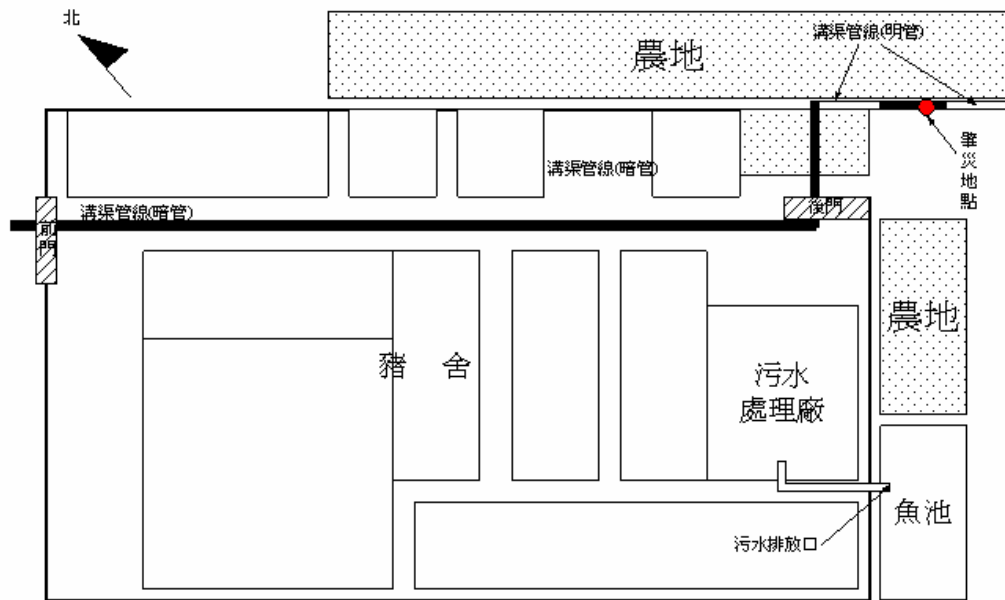 北
溝渠管線(明管)
農地
肇災地點
溝渠管線(暗管)
溝渠管線(暗管)
後門
前門
農地
豬 舍
污水
處理廠
魚池
污水排放口